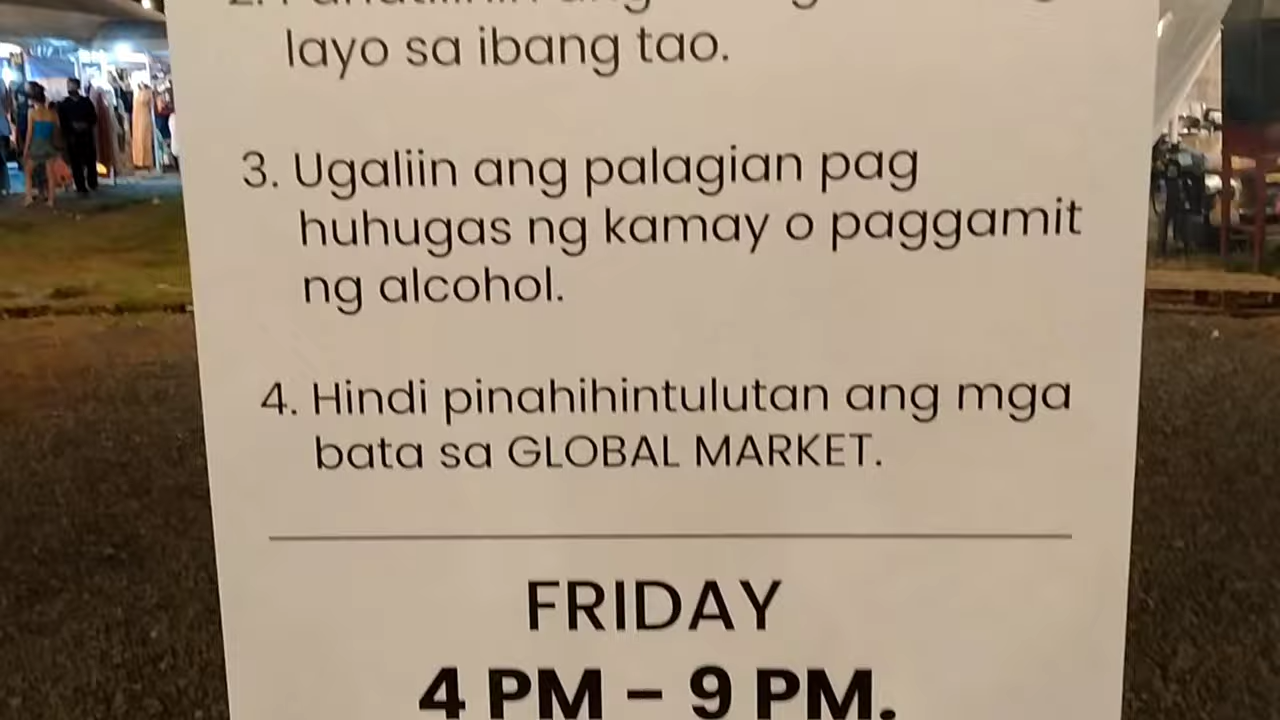 2.
layo sa ibang tao.
3. Ugaliin ang palagian pag
huhugas ng kamay o paggamit
ng alcohol.
4. Hindi pinahihintulutan ang mga
bata sa GLOBAL MARKET.
FRIDAY
4 PM – 9 PM.